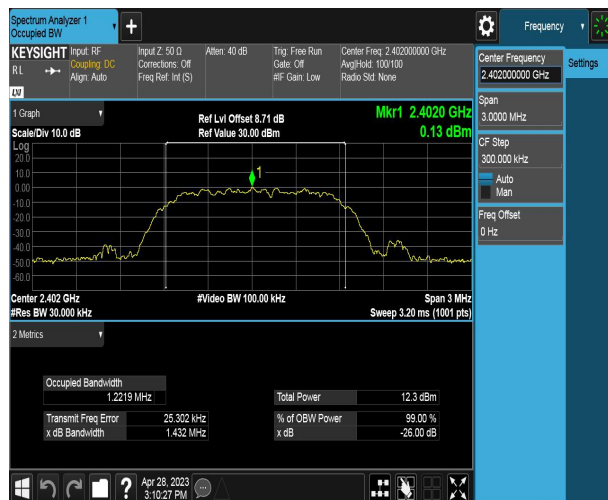 Spectrum Analyzer 1
Occupied BW
Frequency
KEYSIGHT
Input: RF
Input Z: 50 Ω
Atten: 40 dB
Trig: Free Run
Center Freq: 2.402000000 GHz
R L
Coupling: DC
Corrections: Off
Gate: Off
Avg|Hold: 100/100
Align: Auto
Freq Ref: Int (S)
#IF Gain: Low
Radio Std: None
Center Frequency
2.402000000 GHz
Settings
Span
3.0000 MHz
CF Step
300.000 kHz
Auto
Man
Freq Offset
0 Hz
1 Graph
Scale/Div 10.0 dB
Ref Lvl Offset 8.71 dB
Ref Value 30.00 dBm
Mkr1 2.4020 GHz
0.13 dBm
Log
20.0
10.0
0.00
-10.0
-20.0
-30.0
-40.0
-50.0
-60.0
1
Center 2.402 GHz
#Video BW 100.00 kHz
Span 3 MHz
#Res BW 30.000 kHz
Sweep 3.20 ms (1001 pts)
2 Metrics
Occupied Bandwidth
1.2219 MHz
Total Power
12.3 dBm
Transmit Freq Error
25.302 kHz
% of OBW Power
99.00 %
x dB Bandwidth
1.432 MHz
x dB
-26.00 dB
?
Apr 28, 2023
3:10:27 PM